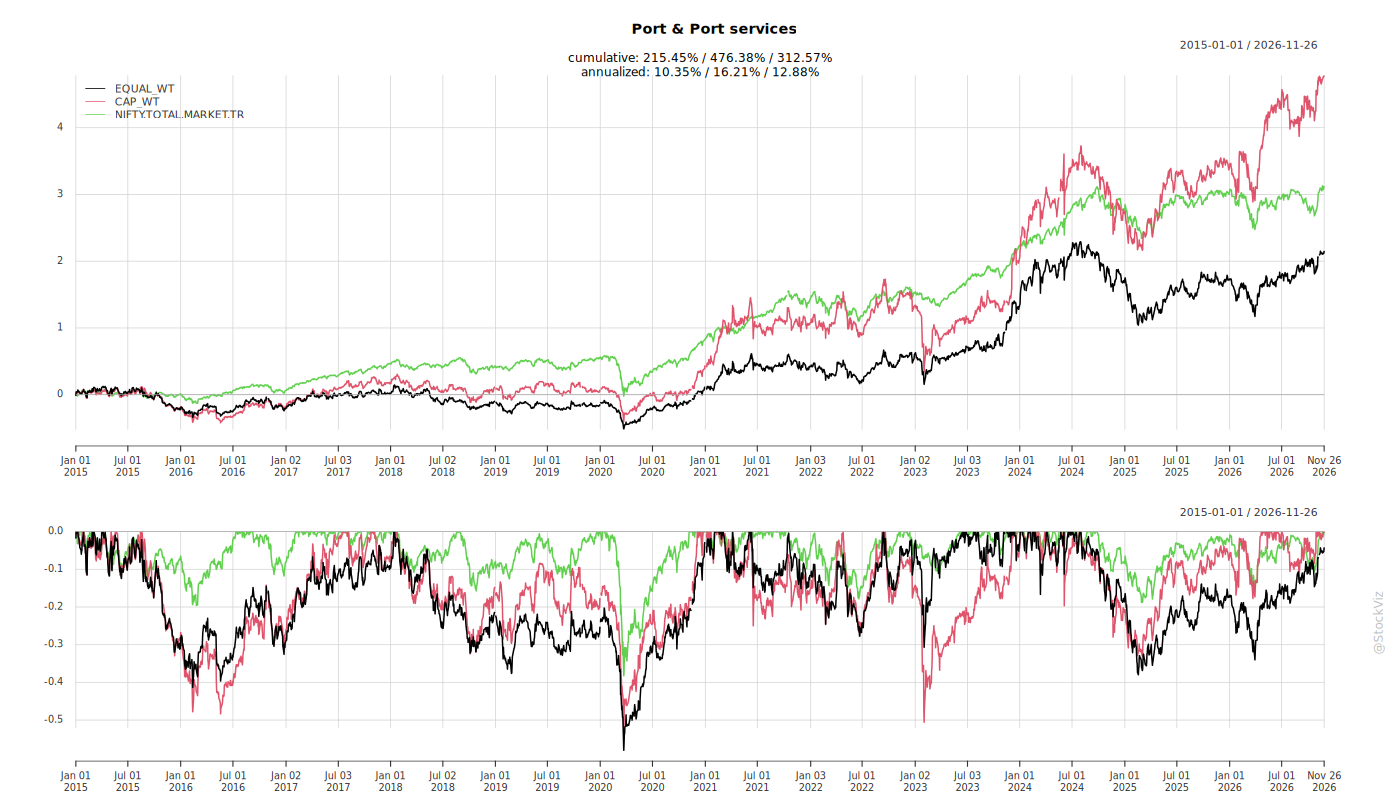 Port & Port services
2015-01-01 / 2026-11-26
cumulative: 215.45% / 476.38% / 312.57%
annualized: 10.35% / 16.21% / 12.88%
EQUAL_WT
CAP_WT
NIFTY.TOTAL.MARKET.TR
4
3
2
1
0
Jan 01 Jul 01 Jan 01 Jul 01 Jan 02 Jul 03 Jan 01 Jul 02 Jan 01 Jul 01 Jan 01 Jul 01 Jan 01 Jul 01 Jan 03 Jul 01 Jan 02 Jul 03 Jan 01 Jul 01 Jan 01 Jul 01 Jan 01 Jul 01 Nov 26
2015 2015 2016 2016 2017 2017 2018 2018 2019 2019 2020 2020 2021 2021 2022 2022 2023 2023 2024 2024 2025 2025 2026 2026 2026
2015-01-01 / 2026-11-26
0.0
-0.1
-0.2
-0.3
-0.4
-0.5
Jan 01 Jul 01 Jan 01 Jul 01 Jan 02 Jul 03 Jan 01 Jul 02 Jan 01 Jul 01 Jan 01 Jul 01 Jan 01 Jul 01 Jan 03 Jul 01 Jan 02 Jul 03 Jan 01 Jul 01 Jan 01 Jul 01 Jan 01 Jul 01 Nov 26
2015 2015 2016 2016 2017 2017 2018 2018 2019 2019 2020 2020 2021 2021 2022 2022 2023 2023 2024 2024 2025 2025 2026 2026 2026
@StockViz